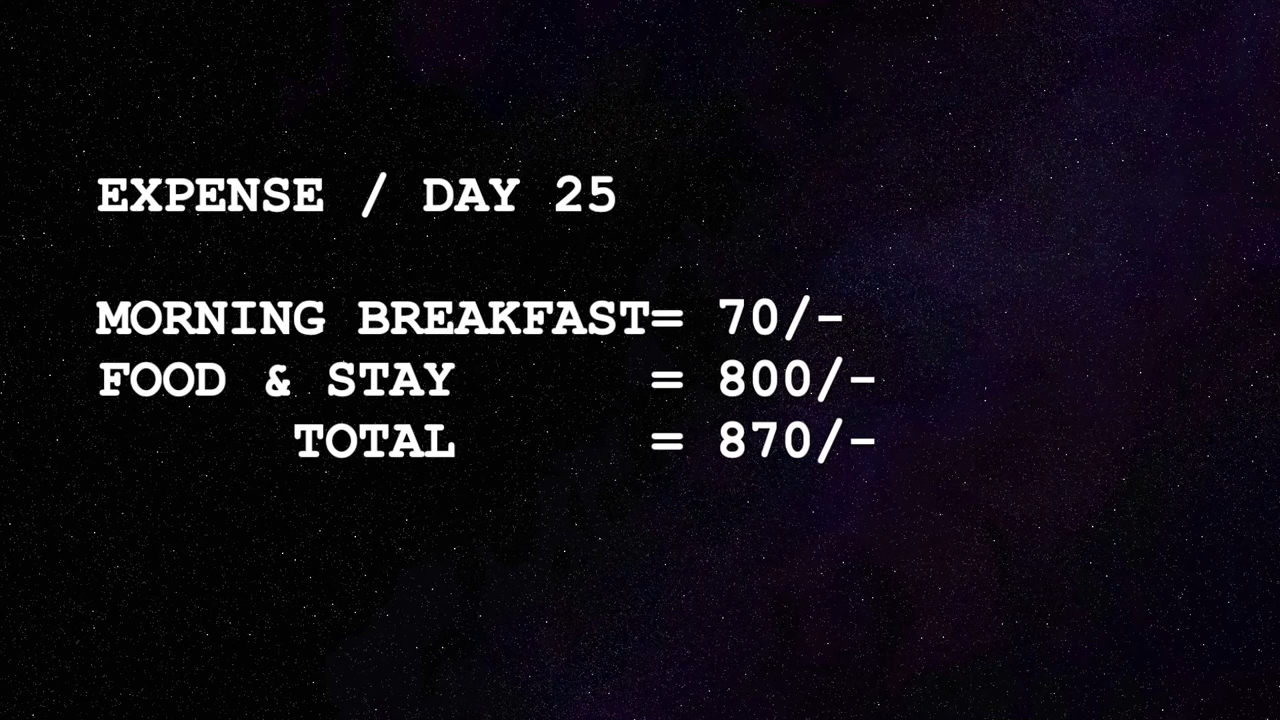 EXPENSE / DAY 25
MORNING BREAKFAST= 70/-
FOOD & STAY = 800/-
TOTAL = 870/-